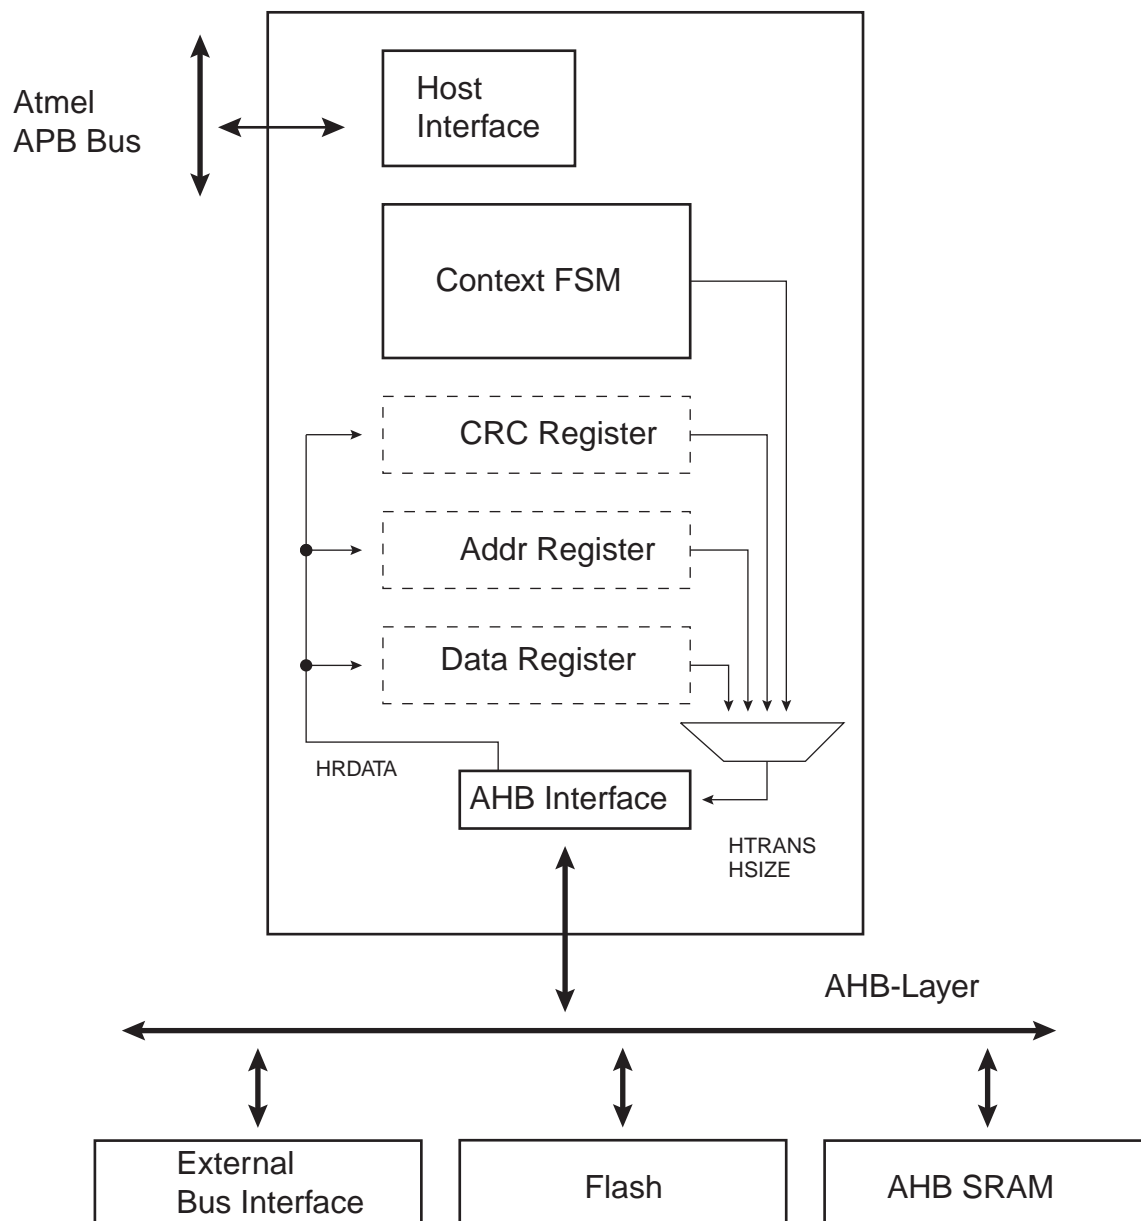 Atmel
APB Bus
Host
Interface
Context FSM
CRC Register
Addr Register
Data Register
HRDATA
AHB Interface
HTRANS
HSIZE
AHB-Layer
External
Bus Interface
Flash
AHB SRAM